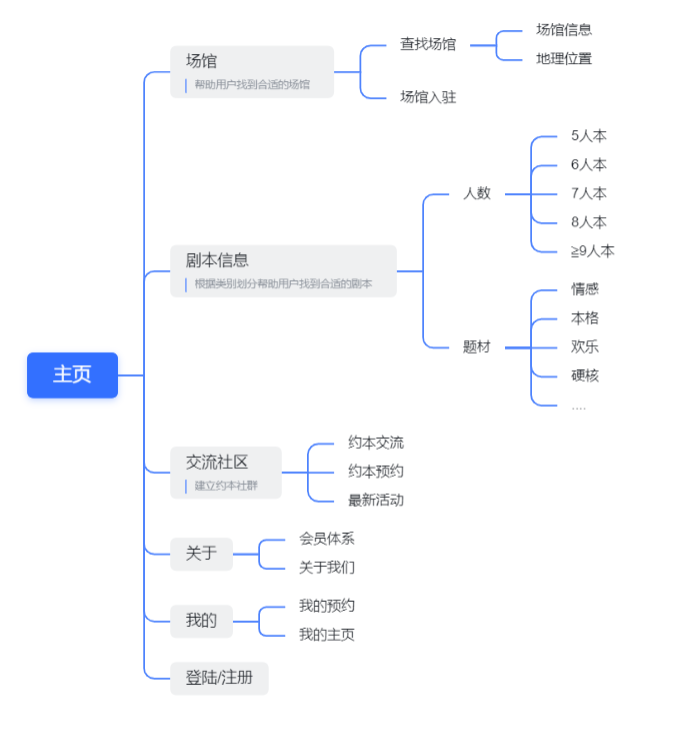 主页
场馆
帮助用户找到合适的场馆
查找场馆
场馆信息
地理位置
场馆入驻
剧本信息
根据类别划分帮助用户找到合适的剧本
人数
5人本
6人本
7人本
8人本
≥9人本
题材
情感
本格
欢乐
硬核
....
交流社区
建立约本社群
约本交流
约本预约
最新活动
关于
会员体系
关于我们
我的
我的预约
我的主页
登陆/注册